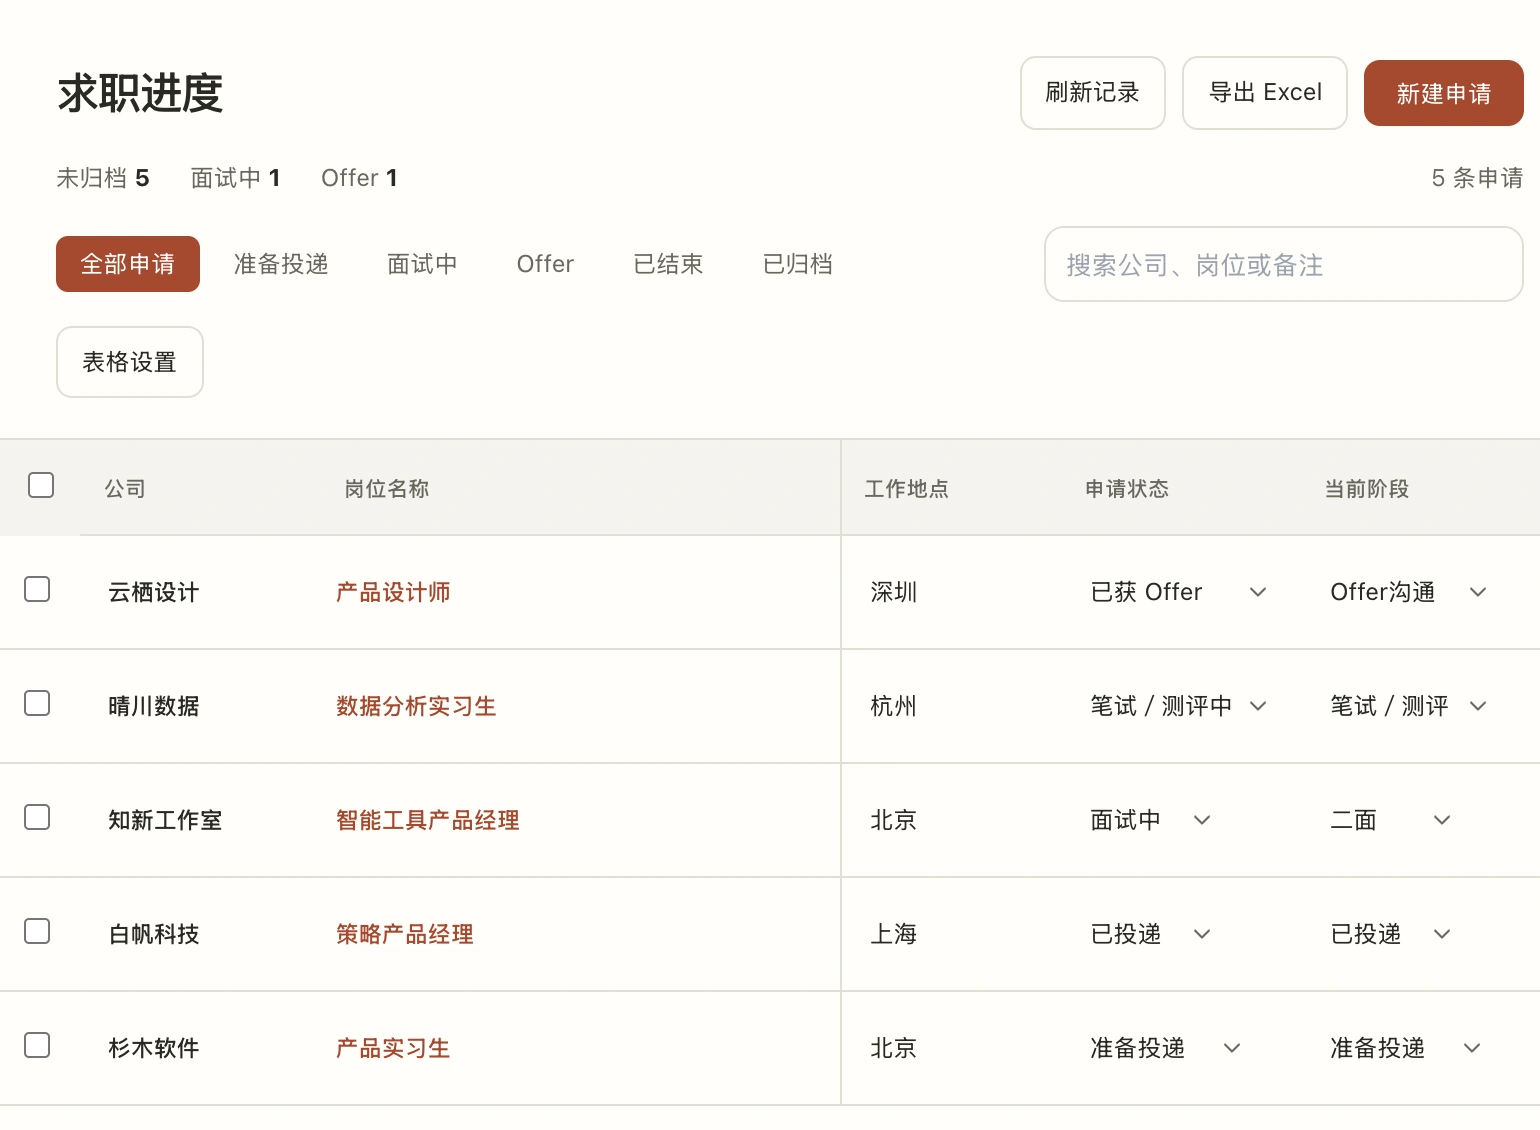 求职进度
刷新记录 导出 Excel 新建申请
未归档 5 面试中 1 Offer 1 5 条申请
全部申请 准备投递 面试中 Offer 已结束 已归档 搜索公司、岗位或备注
表格设置
公司 岗位名称 工作地点 申请状态 当前阶段
云栖设计 产品设计师 深圳 已获 Offer Offer沟通
晴川数据 数据分析实习生 杭州 笔试 / 测评中 笔试 / 测评
知新工作室 智能工具产品经理 北京 面试中 二面
白帆科技 策略产品经理 上海 已投递 已投递
杉木软件 产品实习生 北京 准备投递 准备投递